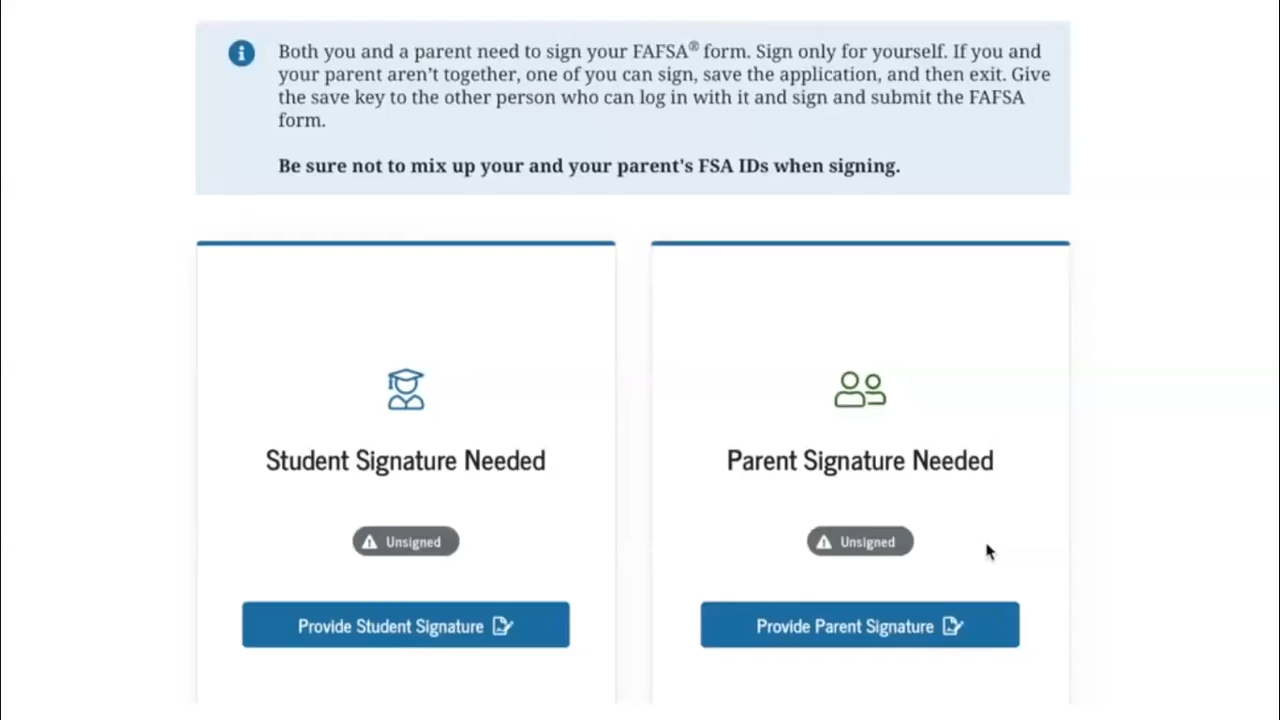 Both you and a parent need to sign your FAFSA® form. Sign only for yourself. If you and
your parent aren't together, one of you can sign, save the application, and then exit. Give
the save key to the other person who can log in with it and sign and submit the FAFSA
form.
Be sure not to mix up your and your parent's FSA IDs when signing.
Student Signature Needed
Unsigned
Provide Student Signature
Parent Signature Needed
Unsigned
Provide Parent Signature